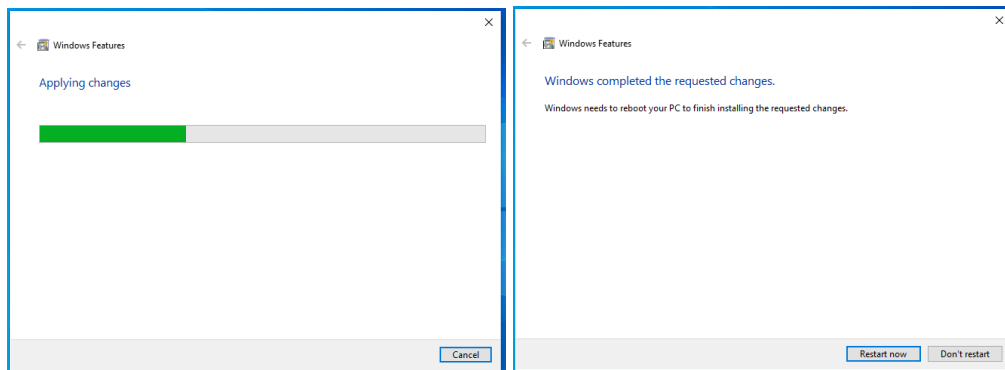 Windows Features
Applying changes
Cancel
Windows Features
Windows completed the requested changes.
Windows needs to reboot your PC to finish installing the requested changes.
Restart now
Don't restart